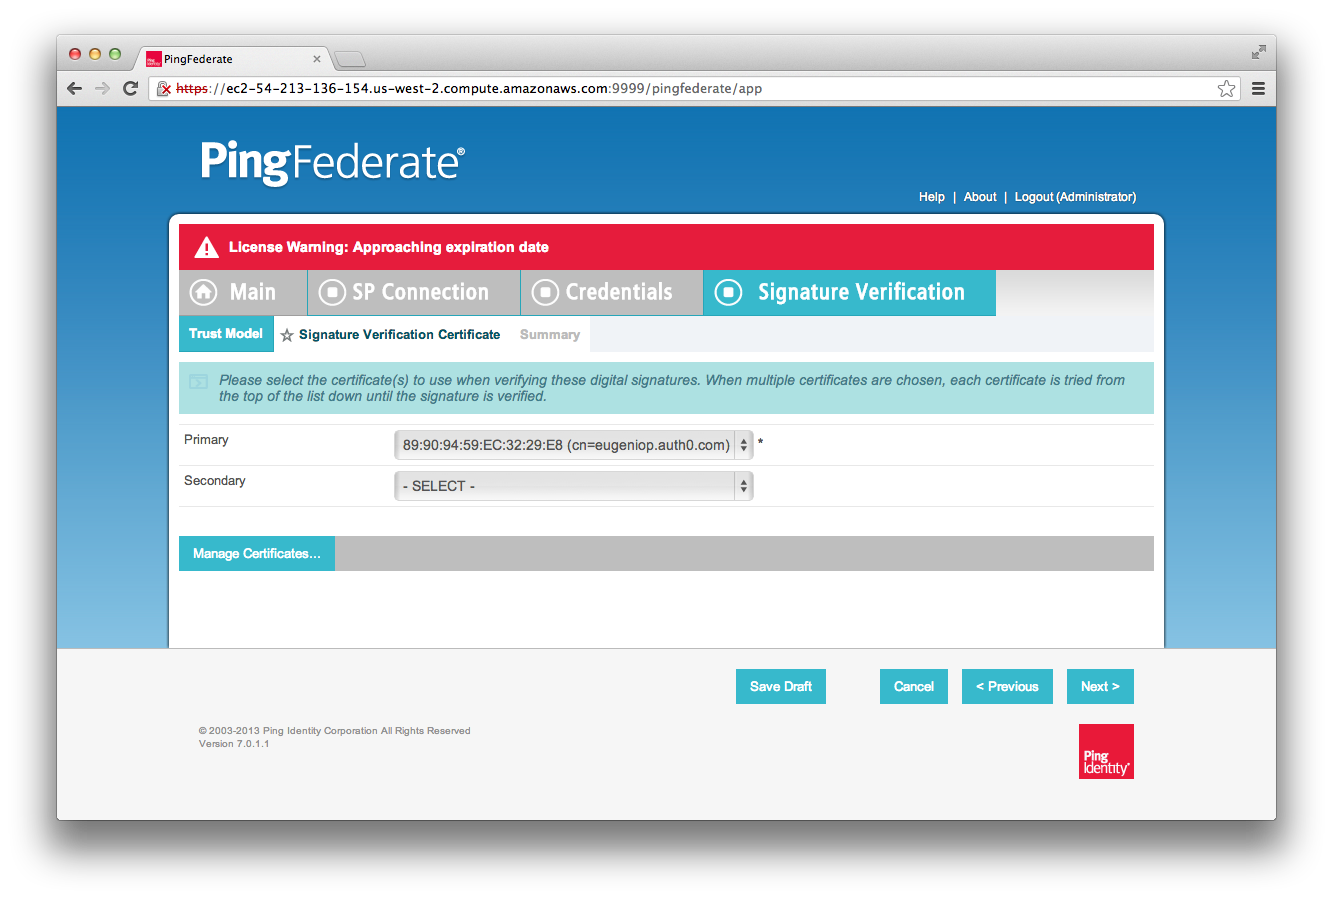 PingFederate
https://ec2-54-213-136-154.us-west-2.compute.amazonaws.com:9999/pingfederate/app
PingFederate®
Help | About | Logout (Administrator)
License Warning: Approaching expiration date
Main SP Connection Credentials Signature Verification
Trust Model Signature Verification Certificate Summary
Please select the certificate(s) to use when verifying these digital signatures. When multiple certificates are chosen, each certificate is tried from
the top of the list down until the signature is verified.
Primary 89:90:94:59:EC:32:29:E8 (cn=eugeniop.auth0.com) *
Secondary - SELECT -
Manage Certificates...
Save Draft Cancel < Previous Next >
© 2003-2013 Ping Identity Corporation All Rights Reserved
Version 7.0.1.1
Ping
Identity